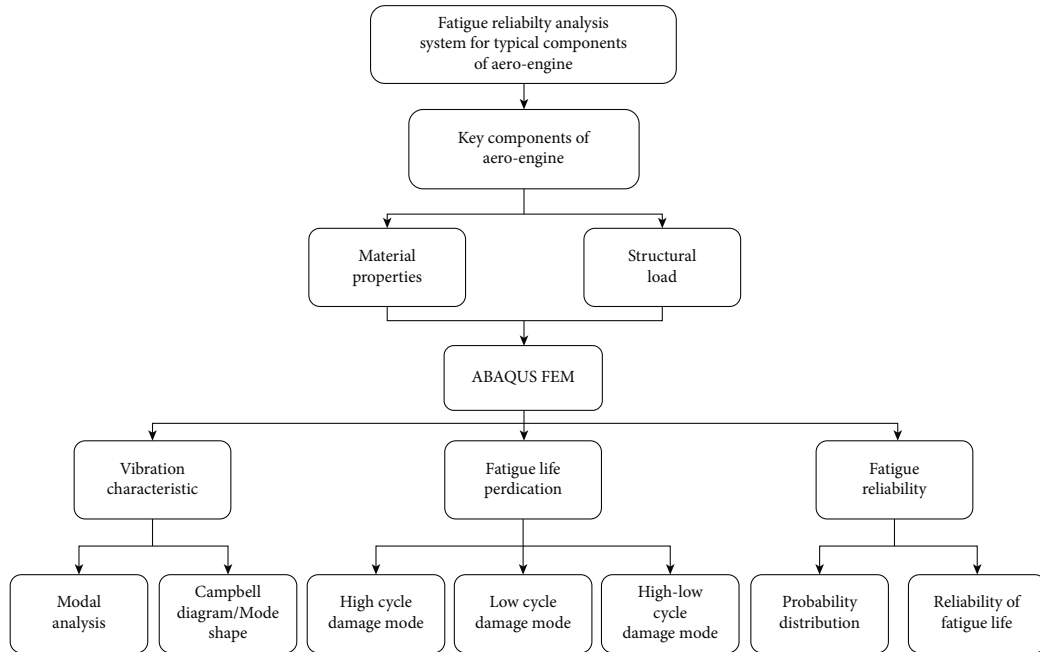 Fatigue reliabilty analysis
system for typical components
of aero-engine
Key components of
aero-engine
Material
properties
Structural
load
ABAQUS FEM
Vibration
characteristic
Fatigue life
perdication
Fatigue
reliability
Modal
analysis
Campbell
diagram/Mode
shape
High cycle
damage mode
Low cycle
damage mode
High-low
cycle
damage mode
Probability
distribution
Reliability of
fatigue life